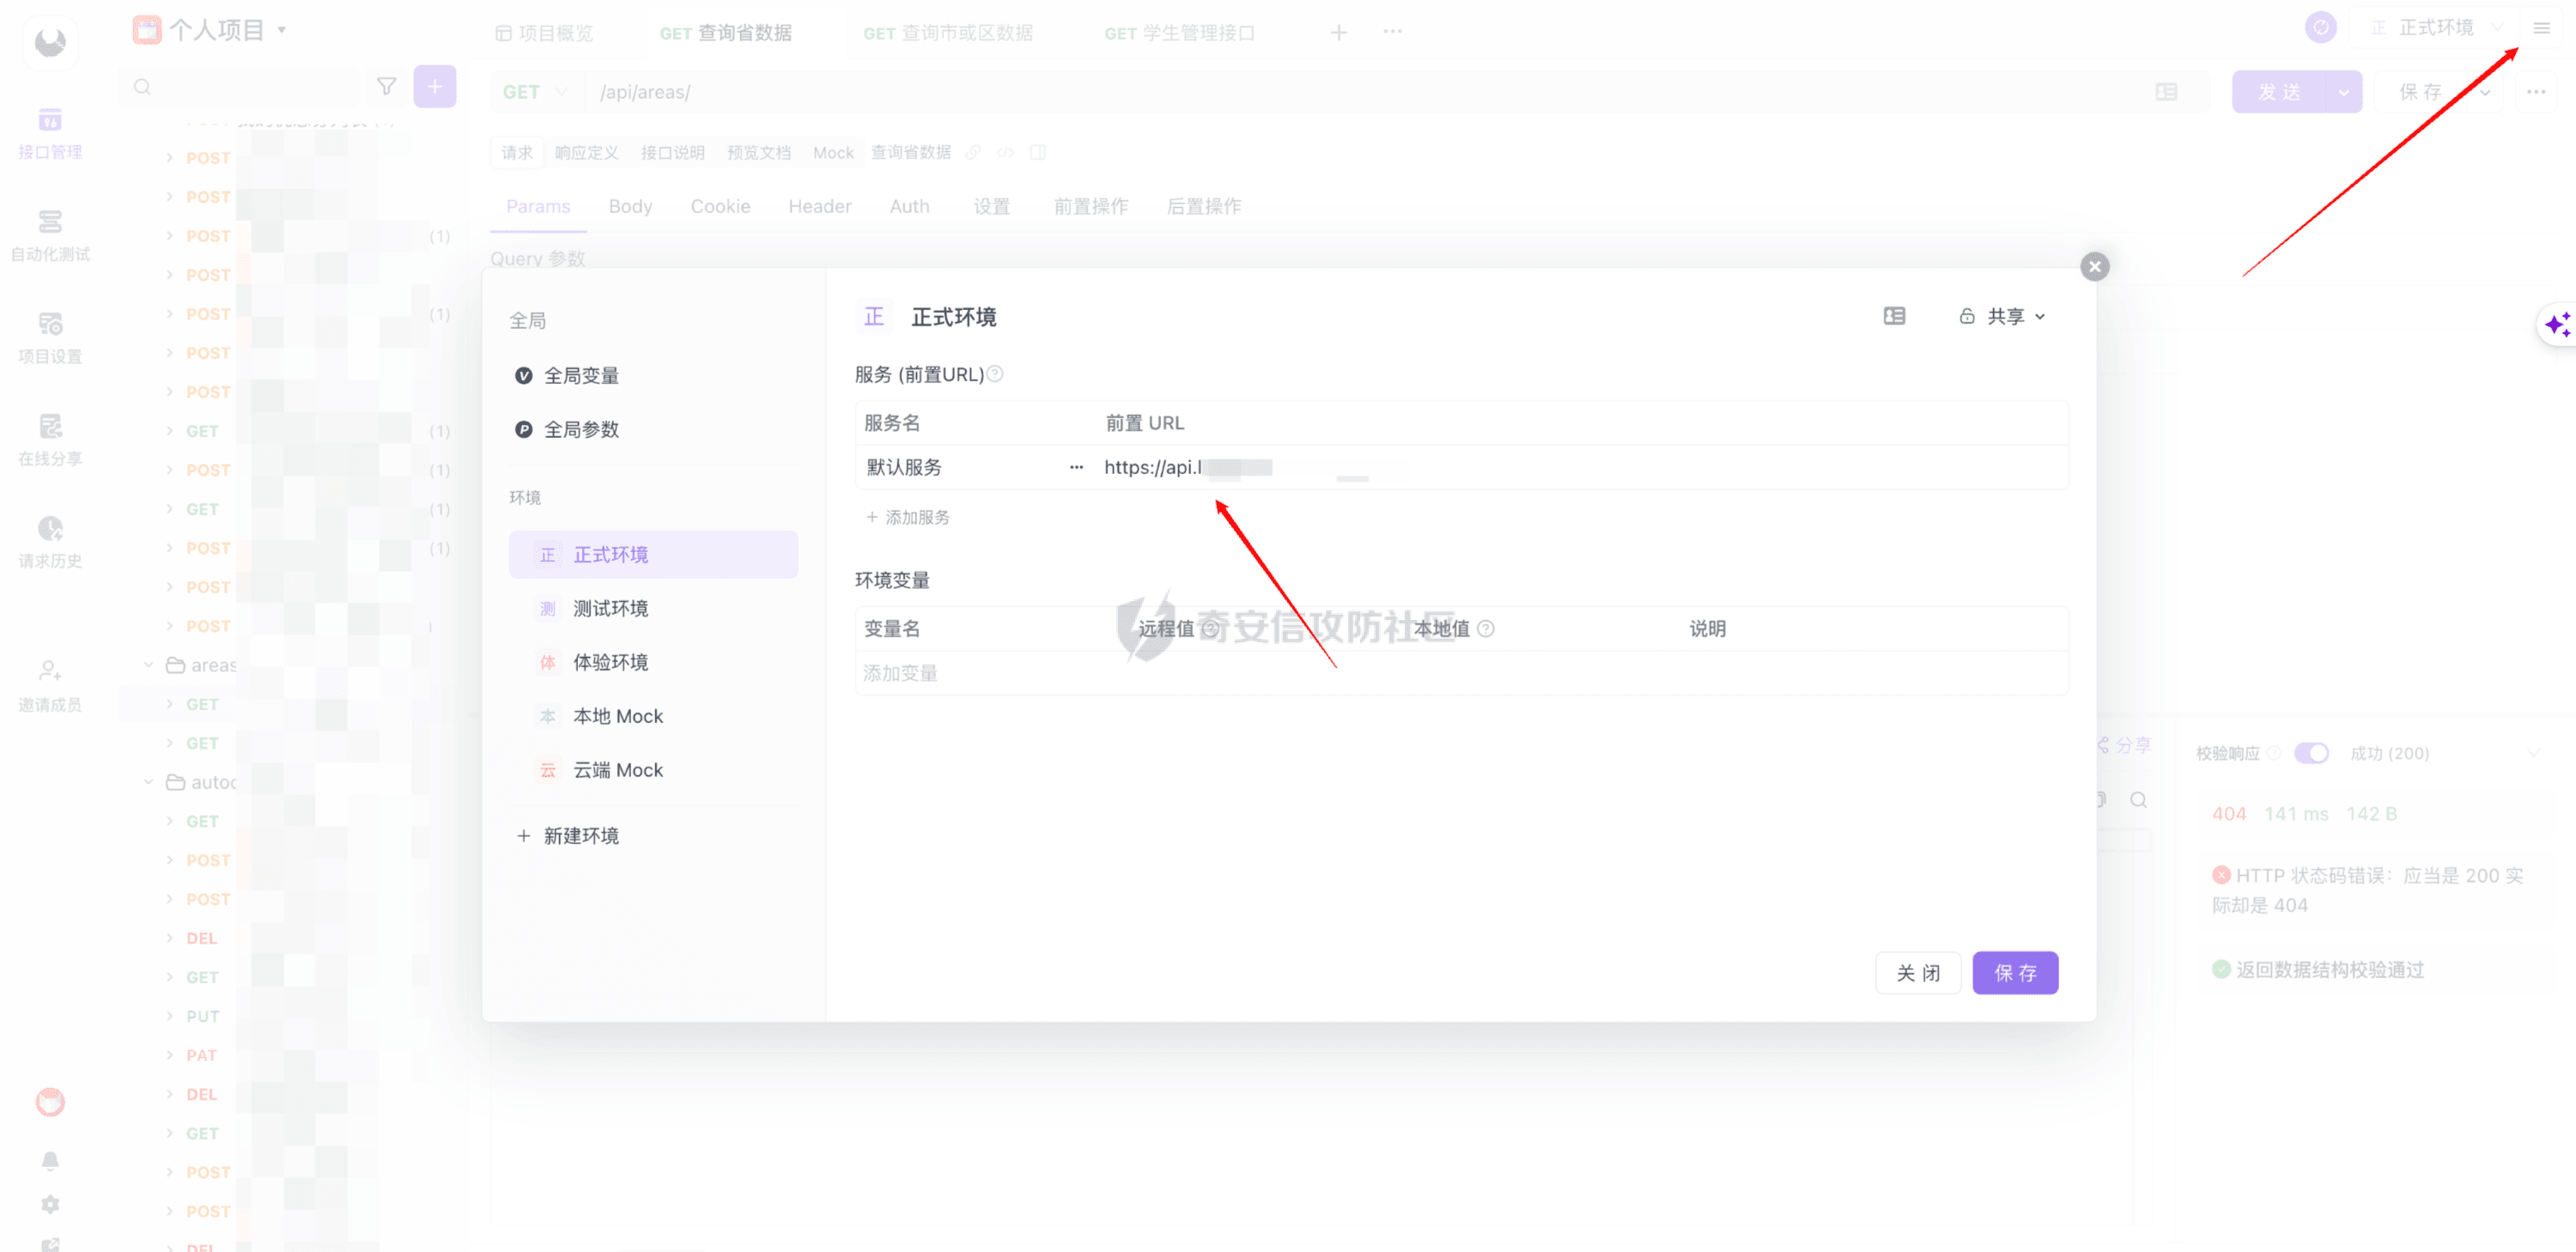 个人项目
项目概览
GET 查询省数据
GET 查询市或区数据
GET 学生管理接口
正 正式环境
GET
/api/areas/
发 送
保 存
接口管理
自动化测试
项目设置
在线分享
请求历史
邀请成员
POST
POST
POST (1)
POST
POST (1)
POST
POST
GET (1)
POST (1)
GET (1)
POST (1)
POST
POST
areas
GET
GET
autoc
GET
POST
POST
DEL
GET
PUT
PAT
DEL
GET
POST
POST
DEL
请求 响应定义 接口说明 预览文档 Mock 查询省数据
Params Body Cookie Header Auth 设置 前置操作 后置操作
Query 参数
全局
全局变量
全局参数
环境
正 正式环境
测 测试环境
体 体验环境
本 本地 Mock
云 云端 Mock
新建环境
正 正式环境
共享
服务 (前置URL)
服务名 前置 URL
默认服务 https://api.l
添加服务
环境变量
变量名 远程值 本地值 说明
添加变量
奇安信攻防社区
关 闭
保 存
分享
校验响应 成功 (200)
404 141 ms 142 B
HTTP 状态码错误：应当是 200 实
际却是 404
返回数据结构校验通过